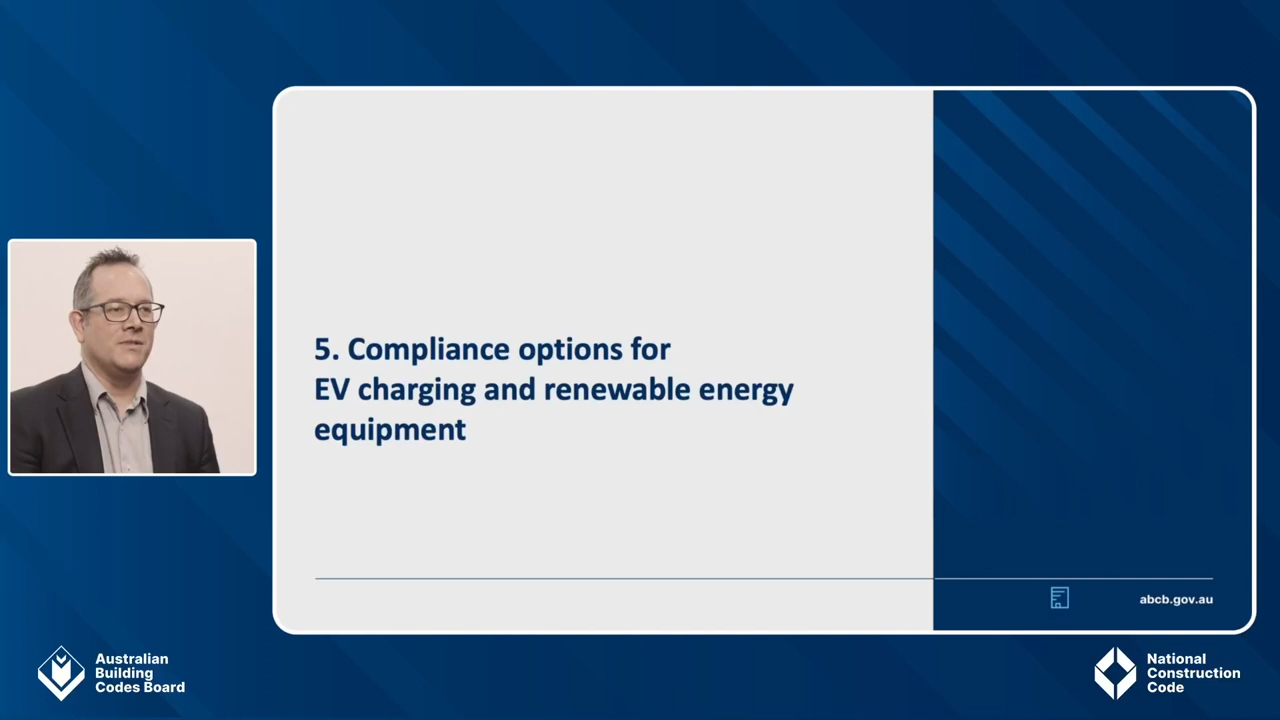 5. Compliance options for
EV charging and renewable energy
equipment
abcb.gov.au
Australian
Building
Codes Board
National
Construction
Code